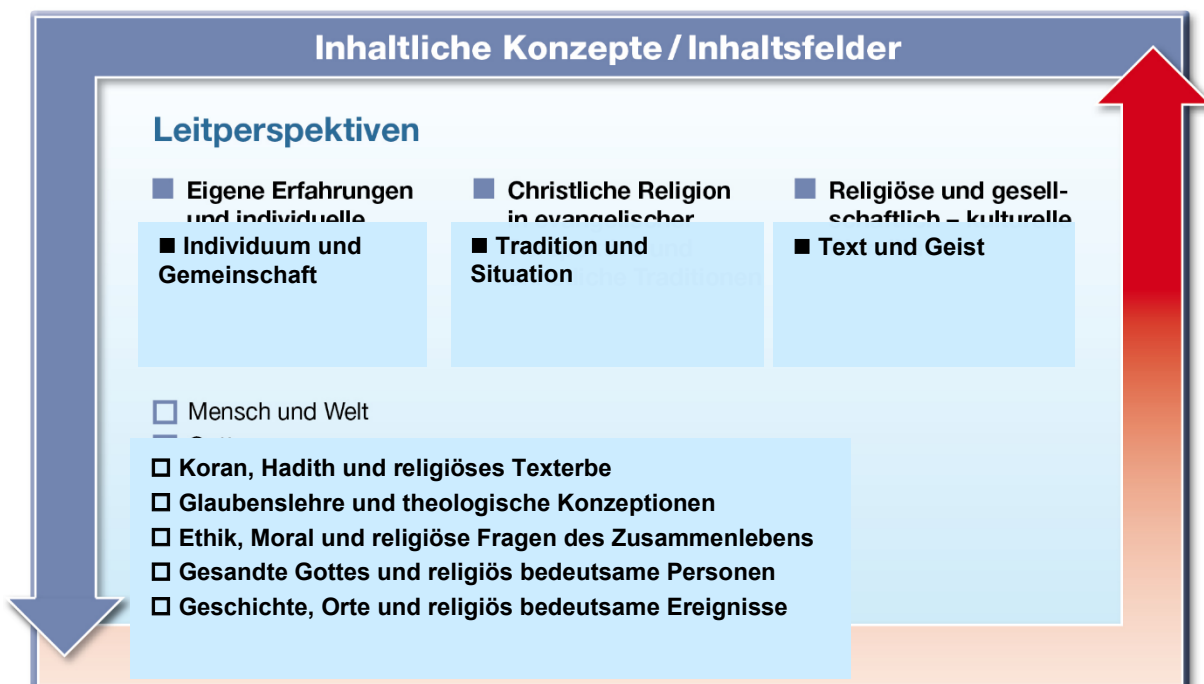 Inhaltliche Konzepte / Inhaltsfelder
Leitperspektiven
■ Eigene Erfahrungen
und individuelle
■ Individuum und
Gemeinschaft
■ Christliche Religion
in evangelischer
■ Tradition und
Situation
■ Religiöse und gesell-
schaftlich – kulturelle
■ Text und Geist
□ Mensch und Welt
□ Koran, Hadith und religiöses Texterbe
□ Glaubenslehre und theologische Konzeptionen
□ Ethik, Moral und religiöse Fragen des Zusammenlebens
□ Gesandte Gottes und religiös bedeutsame Personen
□ Geschichte, Orte und religiös bedeutsame Ereignisse